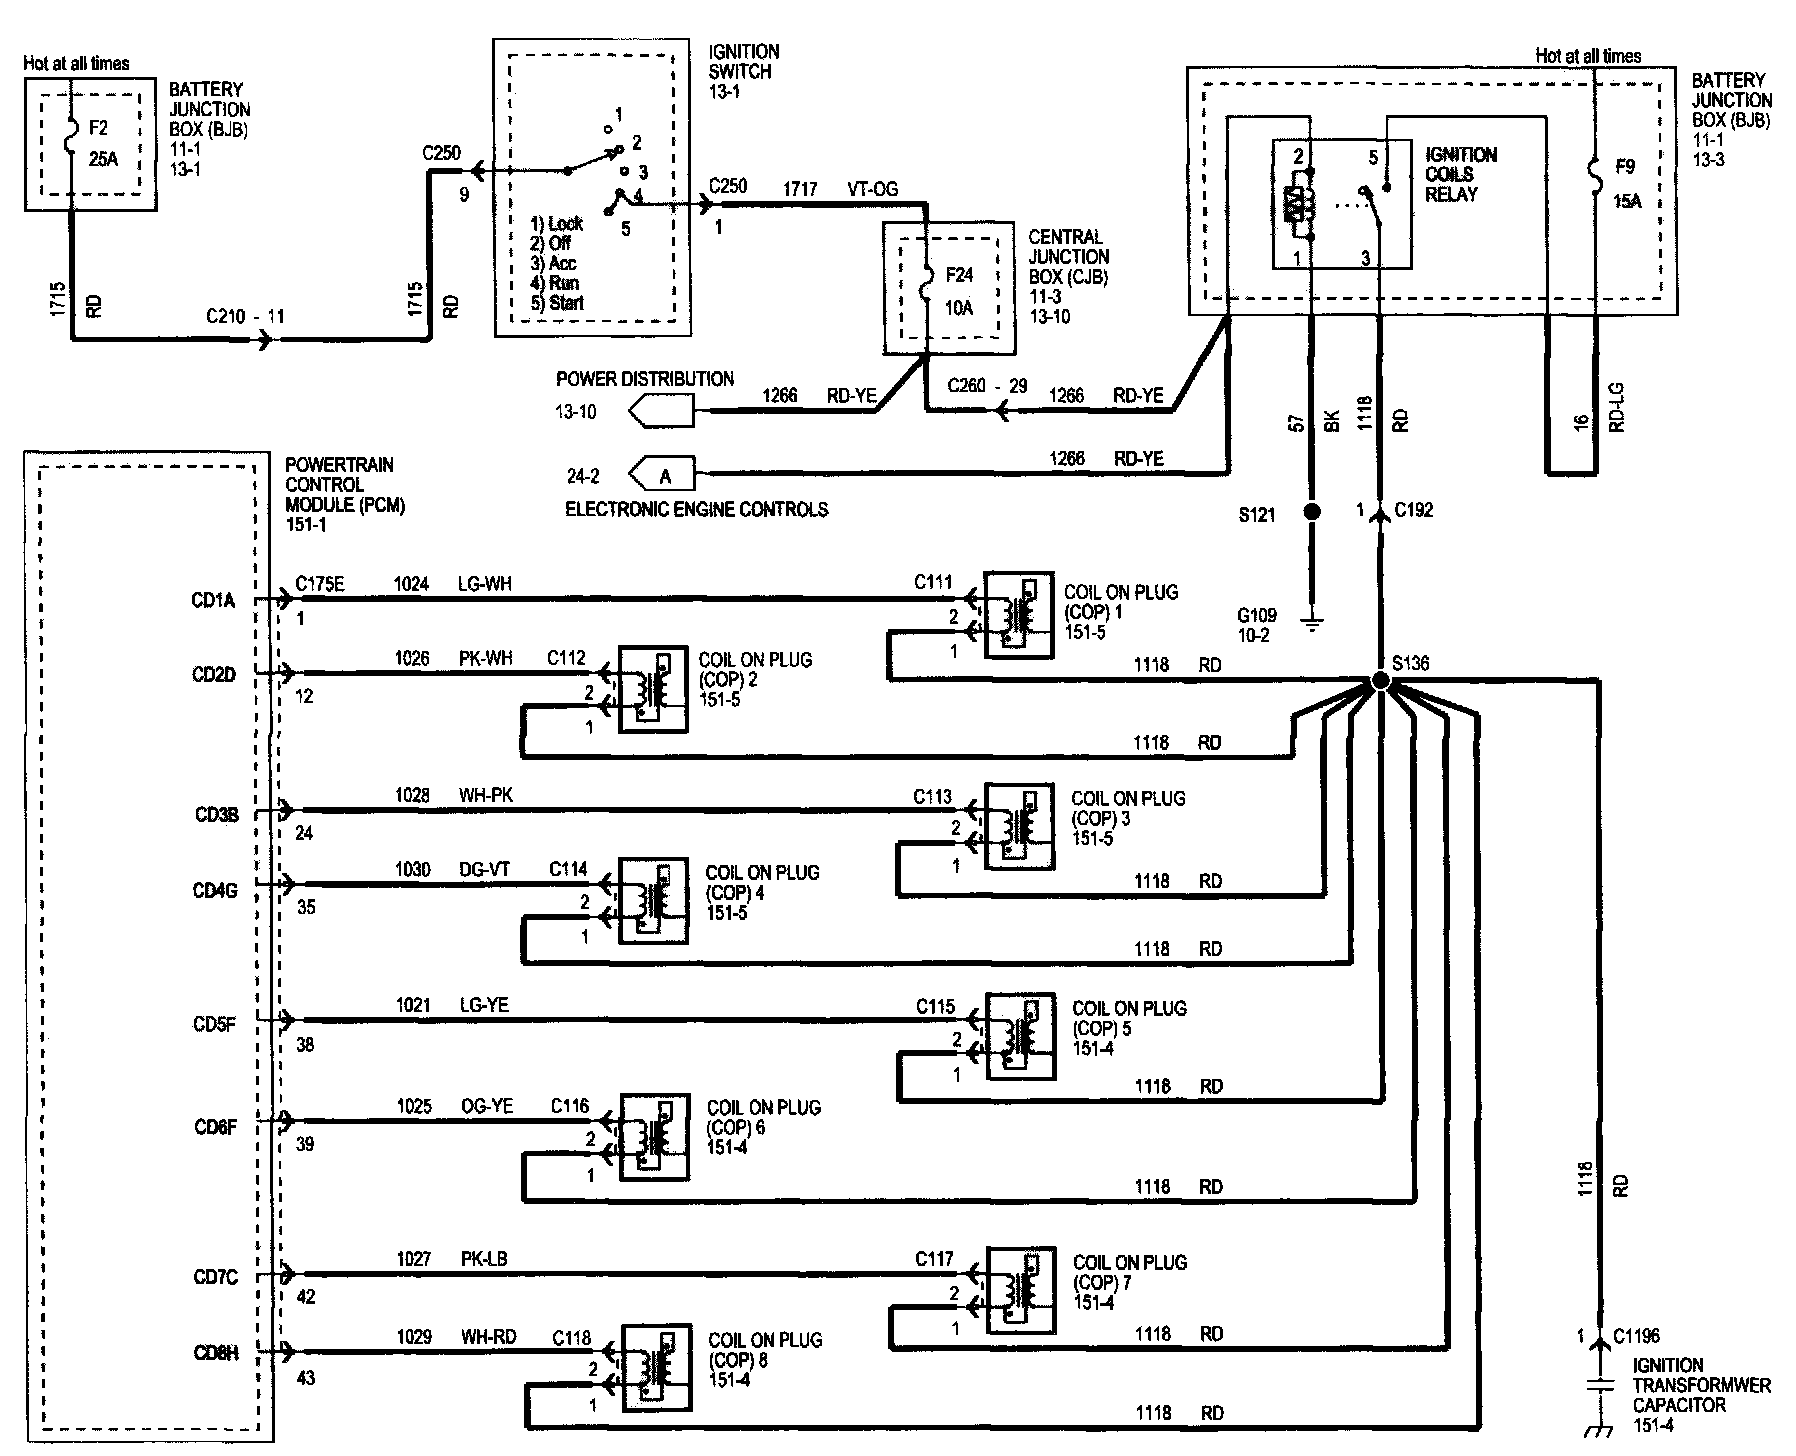 Hot at all times
F2
25A
BATTERY
JUNCTION
BOX (BJB)
11-1
13-1
1715
RD
C210 - 11
1715
RD
C250
9
IGNITION
SWITCH
13-1
1
2
3
4
5
1) Lock
2) Off
3) Acc
4) Run
5) Start
C250
1
1717 VT-OG
F24
10A
CENTRAL
JUNCTION
BOX (CJB)
11-3
13-10
POWER DISTRIBUTION
13-10
1266 RD-YE
C260 - 29
1266 RD-YE
24-2
A
1266 RD-YE
ELECTRONIC ENGINE CONTROLS
Hot at all times
BATTERY
JUNCTION
BOX (BJB)
11-1
13-3
2
5
1
3
IGNITION
COILS
RELAY
F9
15A
57
BK
1118
RD
16
RD-LG
S121
1 C192
G109
10-2
S136
POWERTRAIN
CONTROL
MODULE (PCM)
151-1
CD1A
C175E
1
1024 LG-WH
C111
2
1
COIL ON PLUG
(COP) 1
151-5
1118 RD
CD2D
12
1026 PK-WH
C112
2
1
COIL ON PLUG
(COP) 2
151-5
1118 RD
CD3B
24
1028 WH-PK
C113
2
1
COIL ON PLUG
(COP) 3
151-5
1118 RD
CD4G
35
1030 DG-VT
C114
2
1
COIL ON PLUG
(COP) 4
151-5
1118 RD
CD5F
38
1021 LG-YE
C115
2
1
COIL ON PLUG
(COP) 5
151-4
1118 RD
CD6F
39
1025 OG-YE
C116
2
1
COIL ON PLUG
(COP) 6
151-4
1118 RD
CD7C
42
1027 PK-LB
C117
2
1
COIL ON PLUG
(COP) 7
151-4
1118 RD
CD8H
43
1029 WH-RD
C118
2
1
COIL ON PLUG
(COP) 8
151-4
1118 RD
1118
RD
1 C1196
IGNITION
TRANSFORMWER
CAPACITOR
151-4